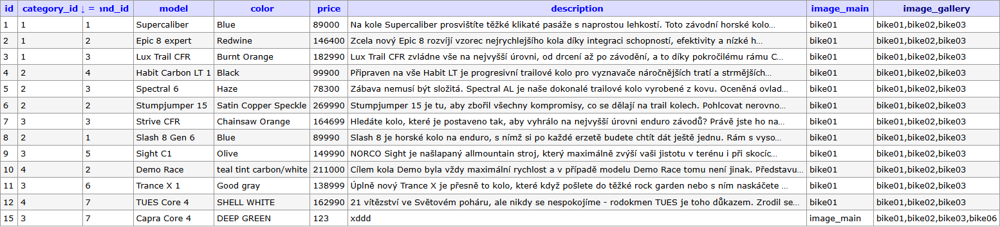 id category_id ↓ = and_id model color price description image_main image_gallery
1 1 1 Supercaliber Blue 89000 Na kole Supercaliber prosvištíte těžké klikaté pasáže s naprostou lehkostí. Toto závodní horské kolo… bike01 bike01,bike02,bike03
2 1 2 Epic 8 expert Redwine 146400 Zcela nový Epic 8 rozvíjí vzorec nejrychlejšího kola díky integraci schopností, efektivity a nízké h… bike01 bike01,bike02,bike03
3 1 3 Lux Trail CFR Burnt Orange 182990 Lux Trail CFR zvládne vše na nejvyšší úrovni, od drcení až po závodění, a to díky pokročilému rámu C… bike01 bike01,bike02,bike03
4 2 4 Habit Carbon LT 1 Black 99900 Připraven na vše Habit LT je progresivní trailové kolo pro vyznavače náročnějších tratí a strmějších… bike01 bike01,bike02,bike03
5 2 3 Spectral 6 Haze 78300 Zábava nemusí být složitá. Spectral AL je naše dokonalé trailové kolo vyrobené z kovu. Oceněná ovlad… bike01 bike01,bike02,bike03
6 2 2 Stumpjumper 15 Satin Copper Speckle 269990 Stumpjumper 15 je tu, aby zbořil všechny kompromisy, co se dělají na trail kolech. Pohlcovat nerovno… bike01 bike01,bike02,bike03
7 3 3 Strive CFR Chainsaw Orange 164699 Hledáte kolo, které je postaveno tak, aby vyhrálo na nejvyšší úrovni enduro závodů? Právě jste ho na… bike01 bike01,bike02,bike03
8 2 1 Slash 8 Gen 6 Blue 89990 Slash 8 je horské kolo na enduro, s nímž si po každé erzetě budete chtít dát ještě jednu. Rám s vyso… bike01 bike01,bike02,bike03
9 3 5 Sight C1 Olive 149990 NORCO Sight je našlapaný allmountain stroj, který maximálně zvýší vaši jistotu v terénu i při skocíc… bike01 bike01,bike02,bike03
10 4 2 Demo Race teal tint carbon/white 211000 Cílem kola Demo byla vždy maximální rychlost a v případě modelu Demo Race tomu není jinak. Představu… bike01 bike01,bike02,bike03
11 3 6 Trance X 1 Good gray 138999 Úplně nový Trance X je přesně to kolo, které když pošlete do těžké rock garden nebo s ním naskáčete … bike01 bike01,bike02,bike03
12 4 7 TUES Core 4 SHELL WHITE 162990 21 vítězství ve Světovém poháru, ale nikdy se nespokojíme - rodokmen TUES je toho důkazem. Zrodil se… bike01 bike01,bike02,bike03
15 3 7 Capra Core 4 DEEP GREEN 123 xddd image_main bike01,bike02,bike03,bike06